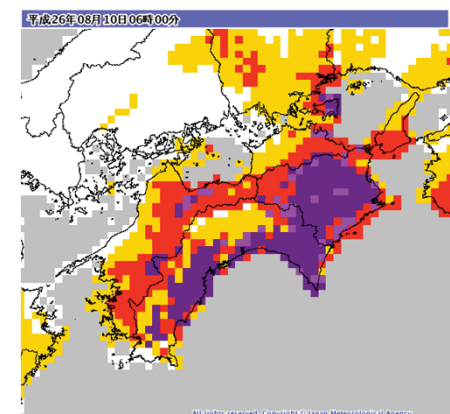 平成26年08月10日06時00分
All rights reserved. Copyright © Japan Meteorological Agency